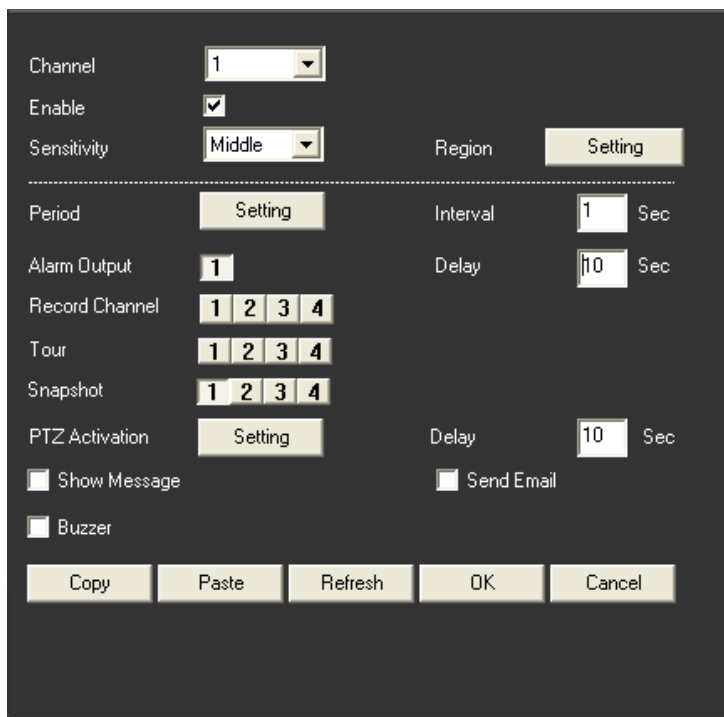 Channel 1
Enable
Sensitivity Middle Region Setting
Period Setting Interval 1 Sec
Alarm Output 1 Delay 10 Sec
Record Channel 1 2 3 4
Tour 1 2 3 4
Snapshot 1 2 3 4
PTZ Activation Setting Delay 10 Sec
Show Message Send Email
Buzzer
Copy Paste Refresh OK Cancel